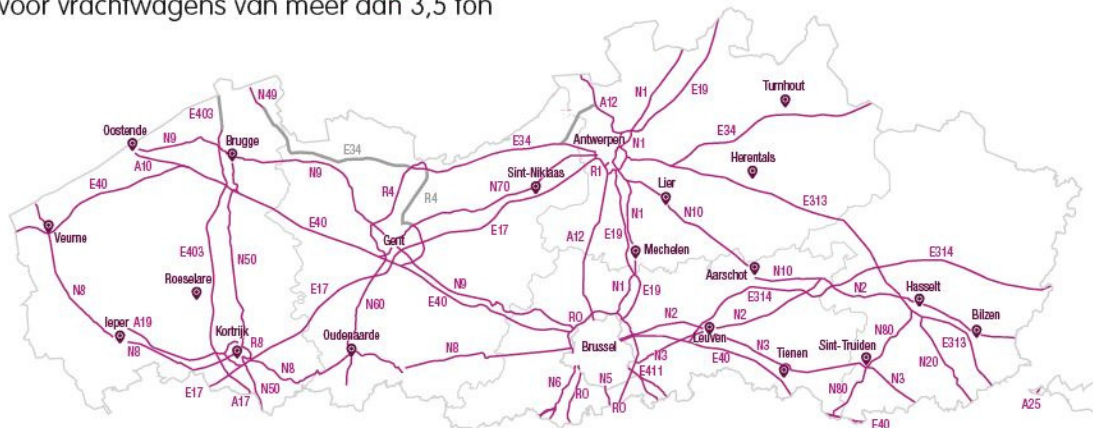 voor vrachtwagens van meer dan 3,5 ton
N49
A12
N1
E19
Turnhout
E403
Oostende
N9
Brugge
E34
E34
Antwerpen
N1
E34
Herentals
A10
N9
R4
R4
N70
Sint-Niklaas
R1
Lier
E313
E40
E40
E17
N10
Veurne
E403
N50
Gent
A12
E19
N1
Mechelen
Aarschot
N10
E314
Roeselare
E17
N9
E40
N60
N1
E19
E314
N2
Hasselt
N8
Ieper
A19
N8
Kortrijk
R8
Oudenaarde
N8
RO
Brussel
N2
N2
Leuven
N3
N3
E40
Tienen
Sint-Truiden
N80
Bilzen
E313
N20
N8
E17
N50
A17
N6
RO
N5
RO
E411
N80
N3
E40
A25